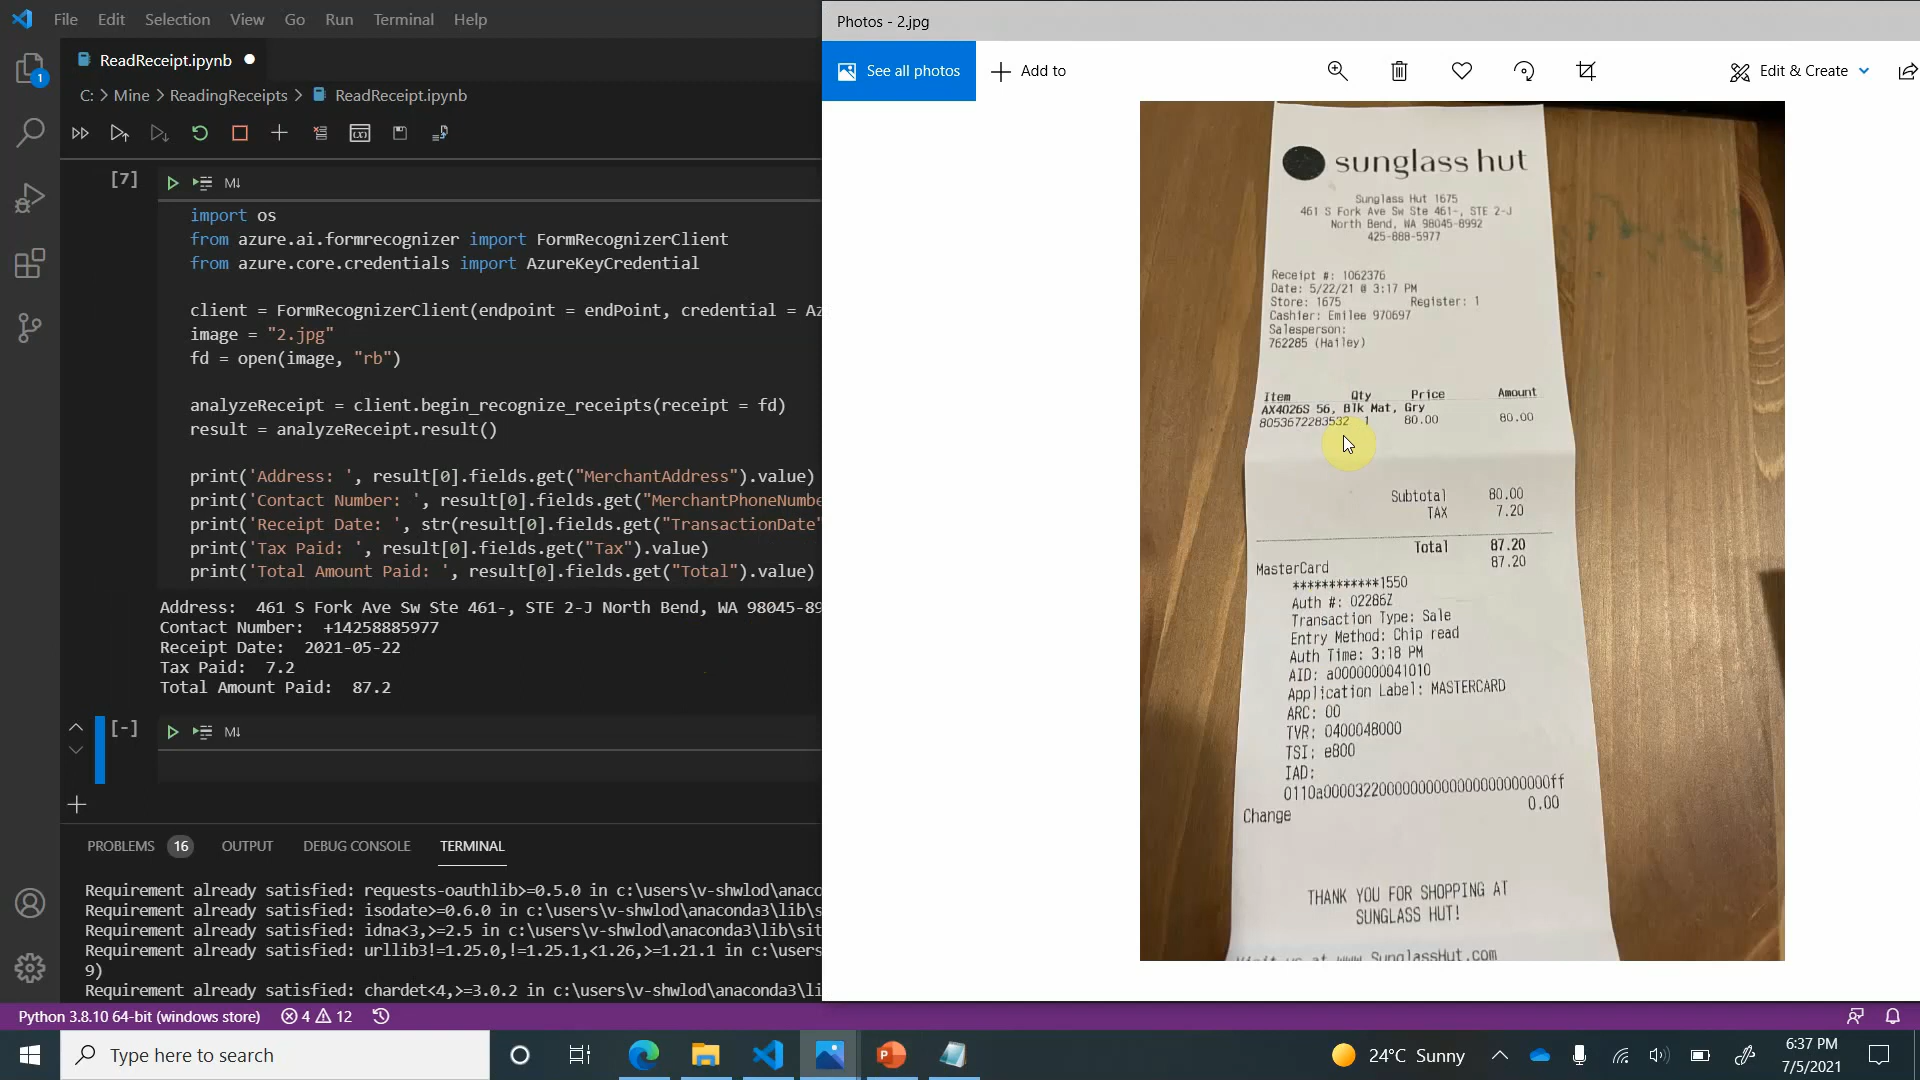 File Edit Selection View Go Run Terminal Help
ReadReceipt.ipynb
C: > Mine > ReadingReceipts > ReadReceipt.ipynb
[7]
M↓
import os
from azure.ai.formrecognizer import FormRecognizerClient
from azure.core.credentials import AzureKeyCredential
client = FormRecognizerClient(endpoint = endPoint, credential = Az
image = "2.jpg"
fd = open(image, "rb")
analyzeReceipt = client.begin_recognize_receipts(receipt = fd)
result = analyzeReceipt.result()
print('Address: ', result[0].fields.get("MerchantAddress").value)
print('Contact Number: ', result[0].fields.get("MerchantPhoneNumbe
print('Receipt Date: ', str(result[0].fields.get("TransactionDate"
print('Tax Paid: ', result[0].fields.get("Tax").value)
print('Total Amount Paid: ', result[0].fields.get("Total").value)
Address:  461 S Fork Ave Sw Ste 461-, STE 2-J North Bend, WA 98045-89
Contact Number:  +14258885977
Receipt Date:  2021-05-22
Tax Paid:  7.2
Total Amount Paid:  87.2
[-]
M↓
PROBLEMS 16 OUTPUT DEBUG CONSOLE TERMINAL
Requirement already satisfied: requests-oauthlib>=0.5.0 in c:\users\v-shwlod\anaco
Requirement already satisfied: isodate>=0.6.0 in c:\users\v-shwlod\anaconda3\lib\s
Requirement already satisfied: idna<3,>=2.5 in c:\users\v-shwlod\anaconda3\lib\sit
Requirement already satisfied: urllib3!=1.25.0,!=1.25.1,<1.26,>=1.21.1 in c:\users
9)
Requirement already satisfied: chardet<4,>=3.0.2 in c:\users\v-shwlod\anaconda3\li
Python 3.8.10 64-bit (windows store) 4 12
Photos - 2.jpg
See all photos Add to Edit & Create
sunglass hut
Sunglass Hut 1675
461 S Fork Ave Sw Ste 461-, STE 2-J
North Bend, WA 98045-8992
425-888-5977
Receipt #: 1062376
Date: 5/22/21 @ 3:17 PM
Store: 1675 Register: 1
Cashier: Emilee 970697
Salesperson:
762285 (Hailey)
Item Qty Price Amount
AX4026S 56, Blk Mat, Gry
8053672283532 1 80.00 80.00
Subtotal 80.00
TAX 7.20
Total 87.20
MasterCard 87.20
************1550
Auth #: 02286Z
Transaction Type: Sale
Entry Method: Chip read
Auth Time: 3:18 PM
AID: a0000000041010
Application Label: MASTERCARD
ARC: 00
TVR: 0400048000
TSI: e800
IAD:
Change 0.00
THANK YOU FOR SHOPPING AT
SUNGLASS HUT!
Visit us at www.SunglassHut.com
Type here to search
24°C Sunny
6:37 PM
7/5/2021